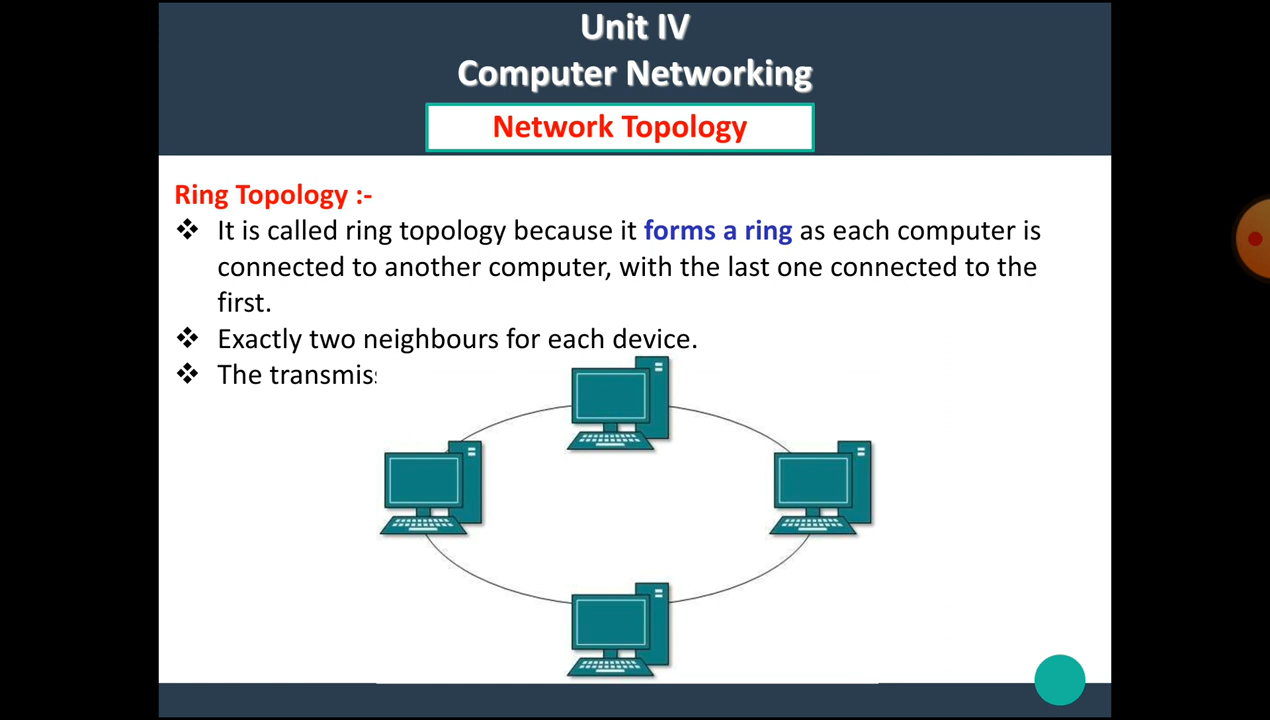 Unit IV
Computer Networking
Network Topology
Ring Topology :-
❖ It is called ring topology because it forms a ring as each computer is
connected to another computer, with the last one connected to the
first.
❖ Exactly two neighbours for each device.
❖ The